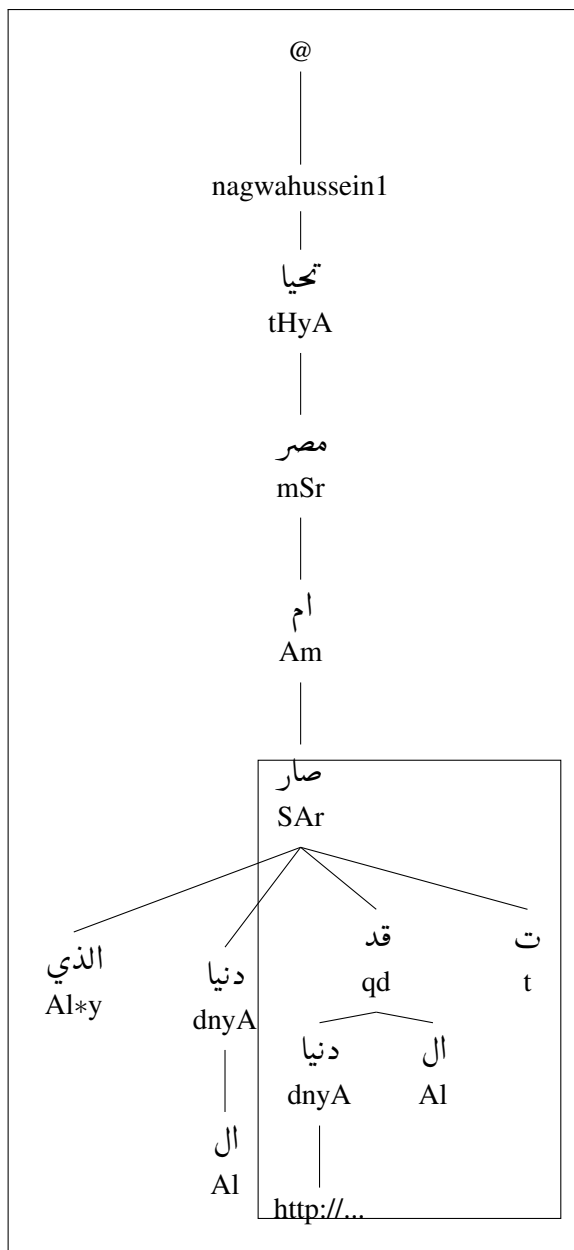 @
nagwahussein1
تحيا
tHyA
مصر
mSr
ام
Am
صار
SAr
الذي
Al*y
دنيا
dnyA
ال
Al
قد
qd
دنيا
dnyA
http://...
ال
Al
ت
t